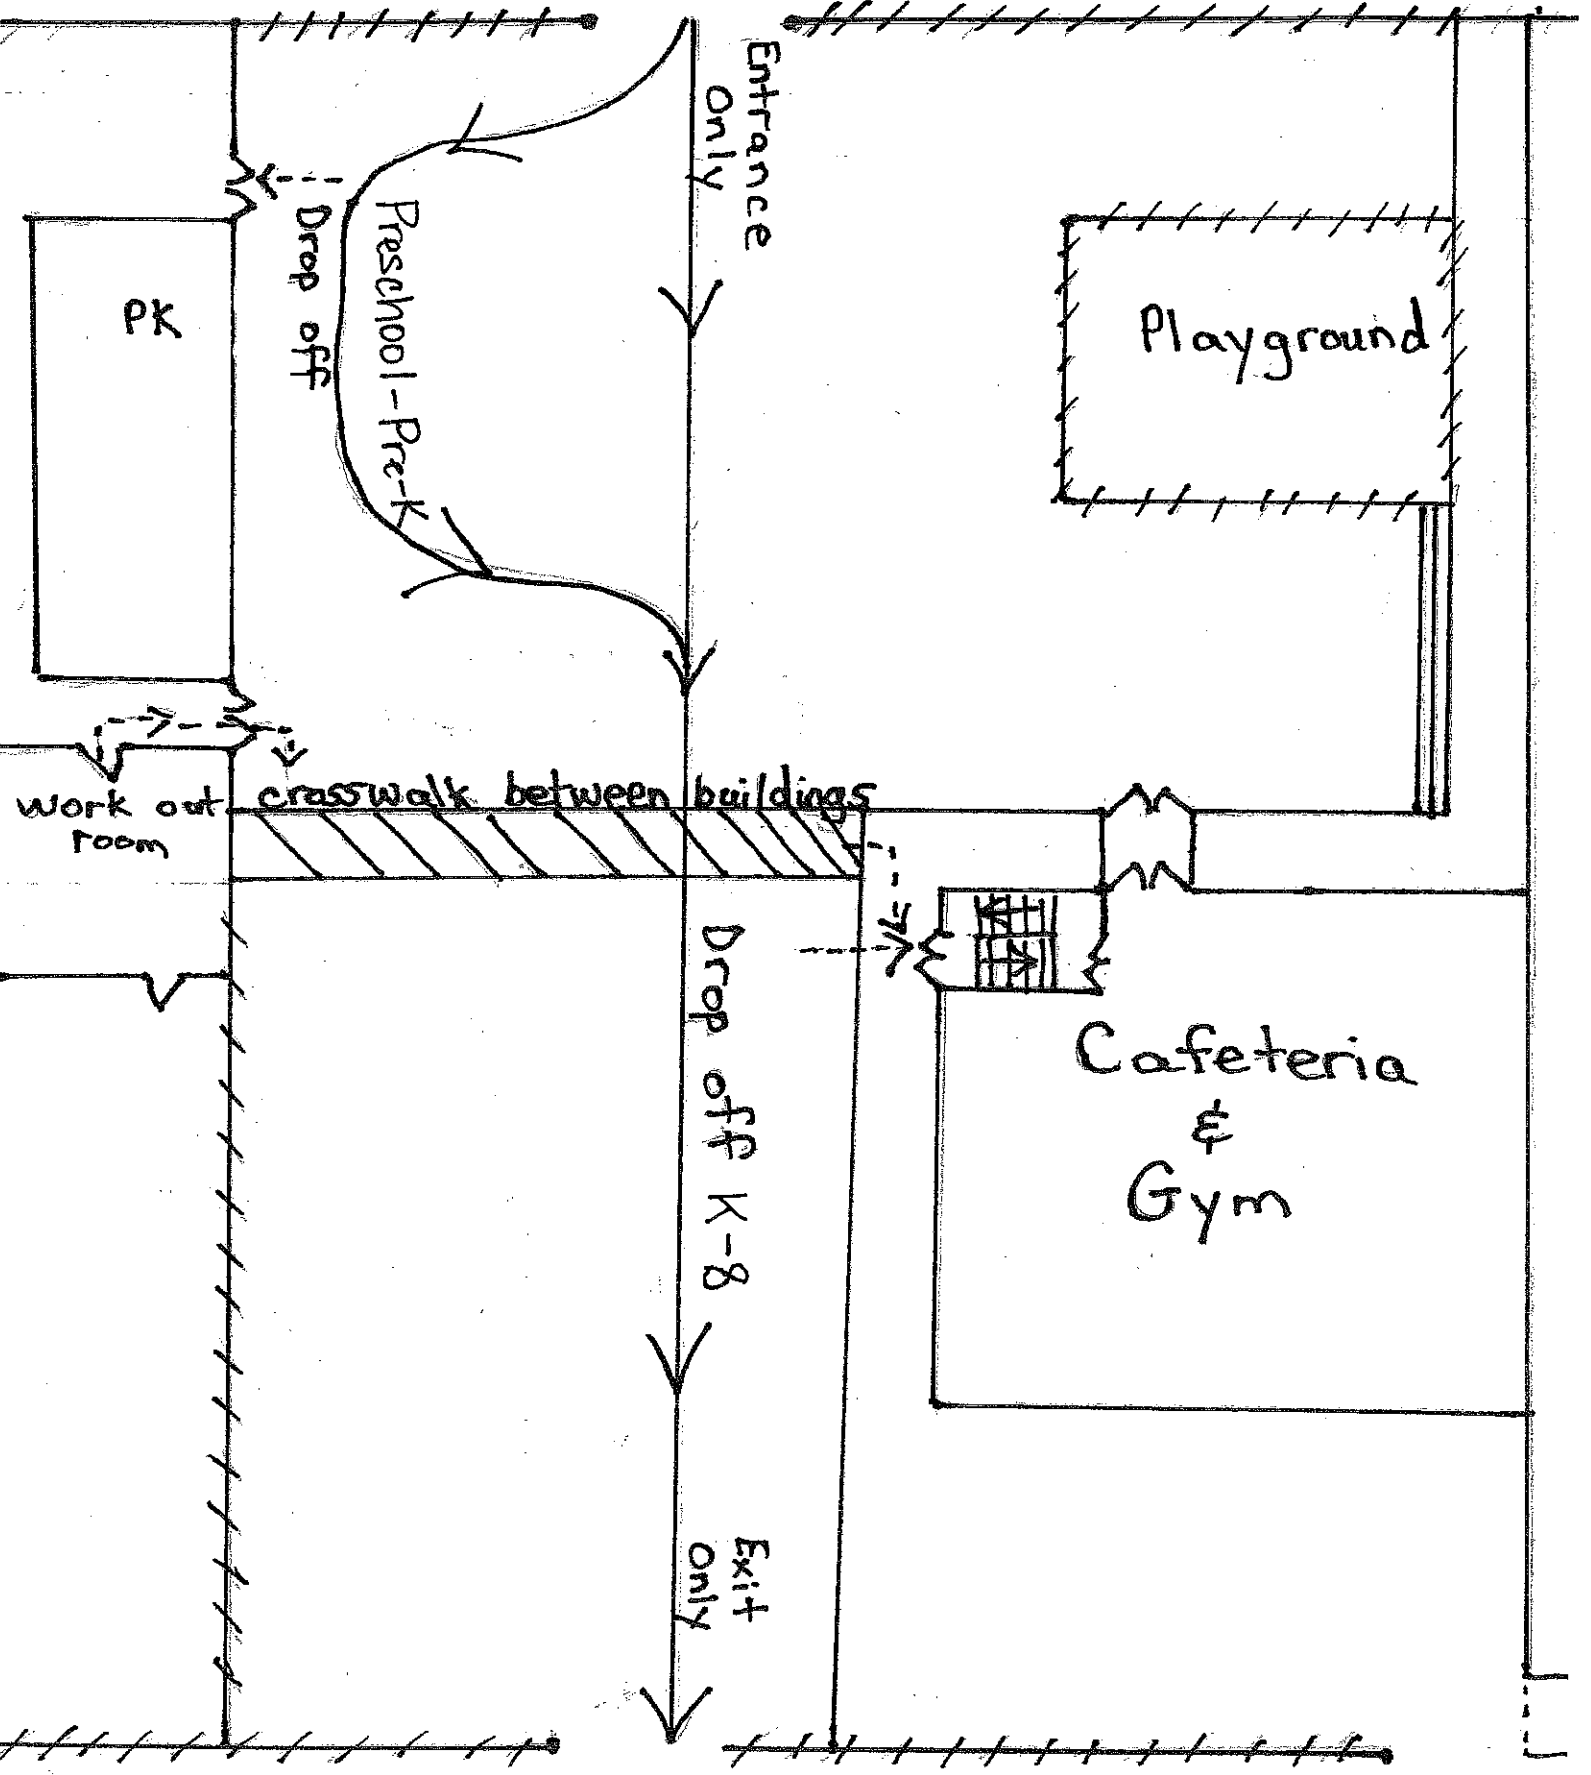 Entrance
Only
Preschool-Pre-K
Drop off
PK
Playground
crosswalk between buildings
work out
room
Drop off K-8
Cafeteria
&
Gym
Exit
Only